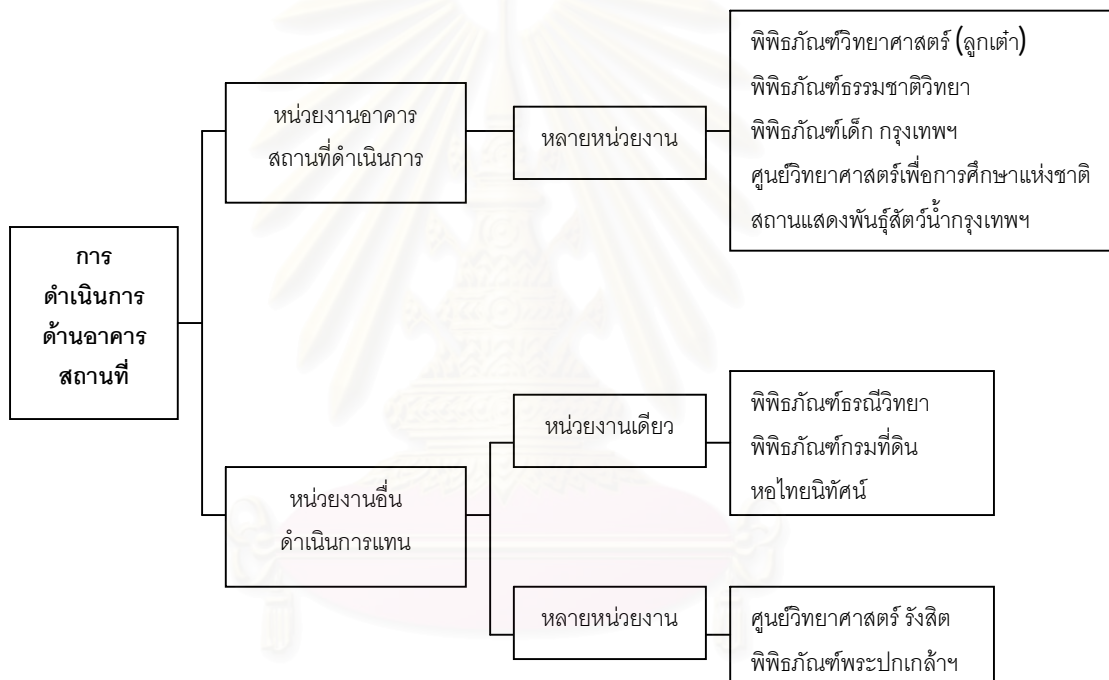 การ
ดำเนินการ
ด้านอาคาร
สถานที่
หน่วยงานอาคาร
สถานที่ดำเนินการ
หลายหน่วยงาน
พิพิธภัณฑ์วิทยาศาสตร์ (ลูกเต๋า)
พิพิธภัณฑ์ธรรมชาติวิทยา
พิพิธภัณฑ์เด็ก กรุงเทพฯ
ศูนย์วิทยาศาสตร์เพื่อการศึกษาแห่งชาติ
สถานแสดงพันธุ์สัตว์น้ำกรุงเทพฯ
หน่วยงานอื่น
ดำเนินการแทน
หน่วยงานเดียว
พิพิธภัณฑ์ธรณีวิทยา
พิพิธภัณฑ์กรมที่ดิน
หอไทยนิทัศน์
หลายหน่วยงาน
ศูนย์วิทยาศาสตร์ รังสิต
พิพิธภัณฑ์พระปกเกล้าฯ